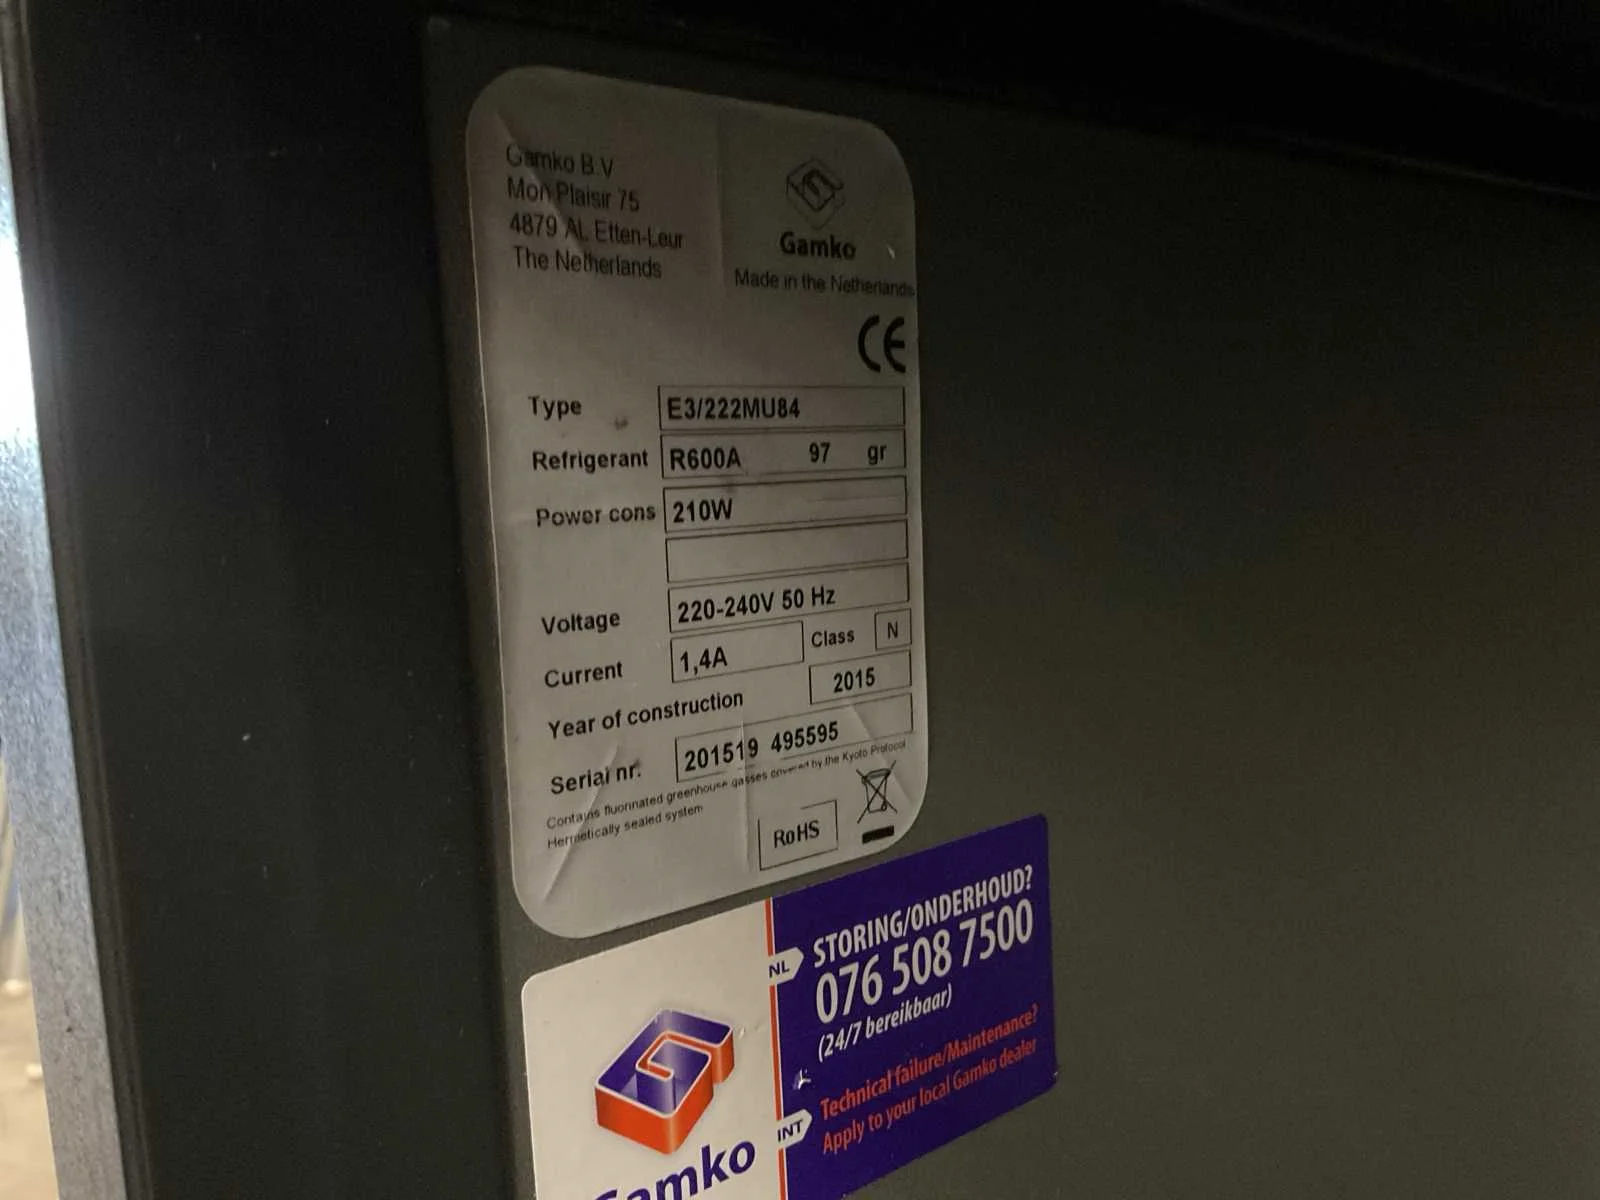 Gamko B.V
Mon Plaisir 75
4879 AL Etten-Leur
The Netherlands
Gamko
Made in the Netherlands
CE
Type E3/222MU84
Refrigerant R600A 97 gr
Power cons 210W
Voltage 220-240V 50 Hz
Current 1,4A Class N
Year of construction 2015
Serial nr. 201519 495595
Contains fluorinated greenhouse gasses covered by the Kyoto Protocol
Hermetically sealed system
RoHS
NL STORING/ONDERHOUD?
076 508 7500
(24/7 bereikbaar)
INT Technical failure/Maintenance?
Apply to your local Gamko dealer
Gamko